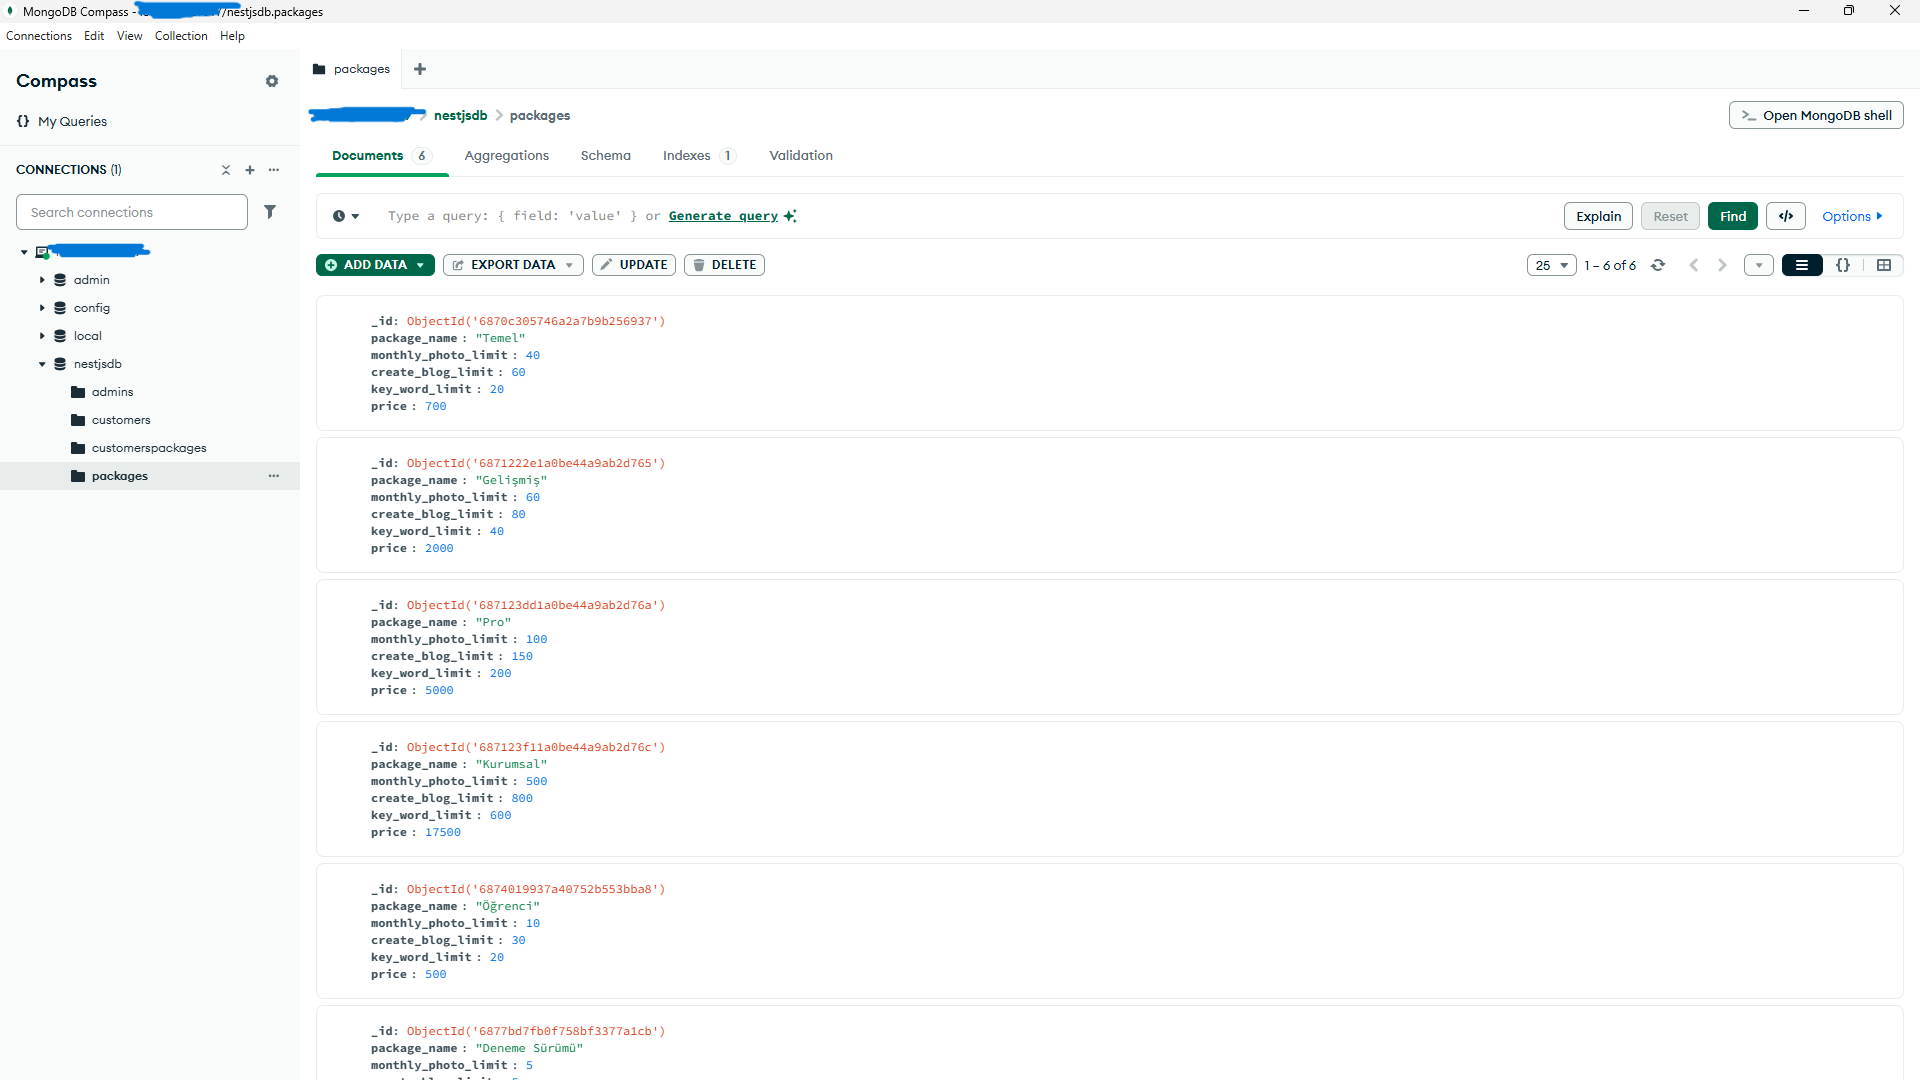 MongoDB Compass - /nestjsdb.packages
Connections Edit View Collection Help
Compass
{} My Queries
CONNECTIONS (1)
Search connections
admin
config
local
nestjsdb
admins
customers
customerspackages
packages
packages
nestjsdb > packages
>_ Open MongoDB shell
Documents 6 Aggregations Schema Indexes 1 Validation
Type a query: { field: 'value' } or Generate query
Explain Reset Find </> Options
ADD DATA EXPORT DATA UPDATE DELETE
25 1 – 6 of 6 {}
_id: ObjectId('6870c305746a2a7b9b256937')
package_name : "Temel"
monthly_photo_limit : 40
create_blog_limit : 60
key_word_limit : 20
price : 700
_id: ObjectId('6871222e1a0be44a9ab2d765')
package_name : "Gelişmiş"
monthly_photo_limit : 60
create_blog_limit : 80
key_word_limit : 40
price : 2000
_id: ObjectId('687123dd1a0be44a9ab2d76a')
package_name : "Pro"
monthly_photo_limit : 100
create_blog_limit : 150
key_word_limit : 200
price : 5000
_id: ObjectId('687123f11a0be44a9ab2d76c')
package_name : "Kurumsal"
monthly_photo_limit : 500
create_blog_limit : 800
key_word_limit : 600
price : 17500
_id: ObjectId('6874019937a40752b553bba8')
package_name : "Öğrenci"
monthly_photo_limit : 10
create_blog_limit : 30
key_word_limit : 20
price : 500
_id: ObjectId('6877bd7fb0f758bf3377a1cb')
package_name : "Deneme Sürümü"
monthly_photo_limit : 5